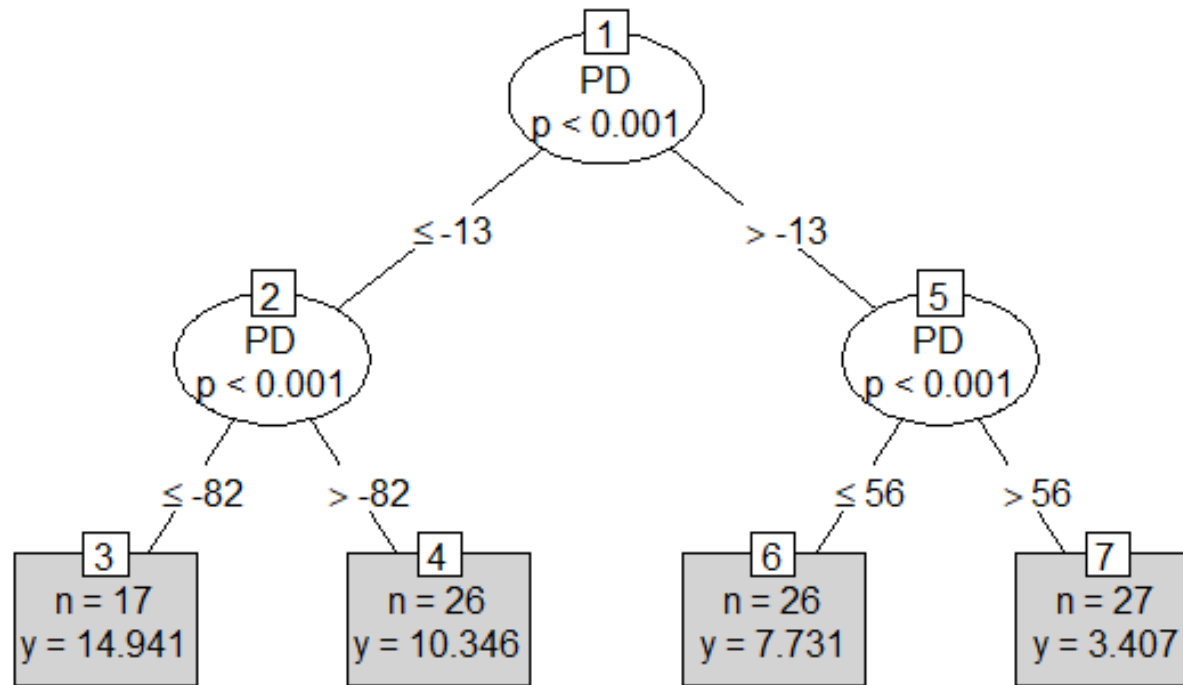 1
PD
p < 0.001
≤ -13
> -13
2
PD
p < 0.001
5
PD
p < 0.001
≤ -82
> -82
≤ 56
> 56
3
n = 17
y = 14.941
4
n = 26
y = 10.346
6
n = 26
y = 7.731
7
n = 27
y = 3.407